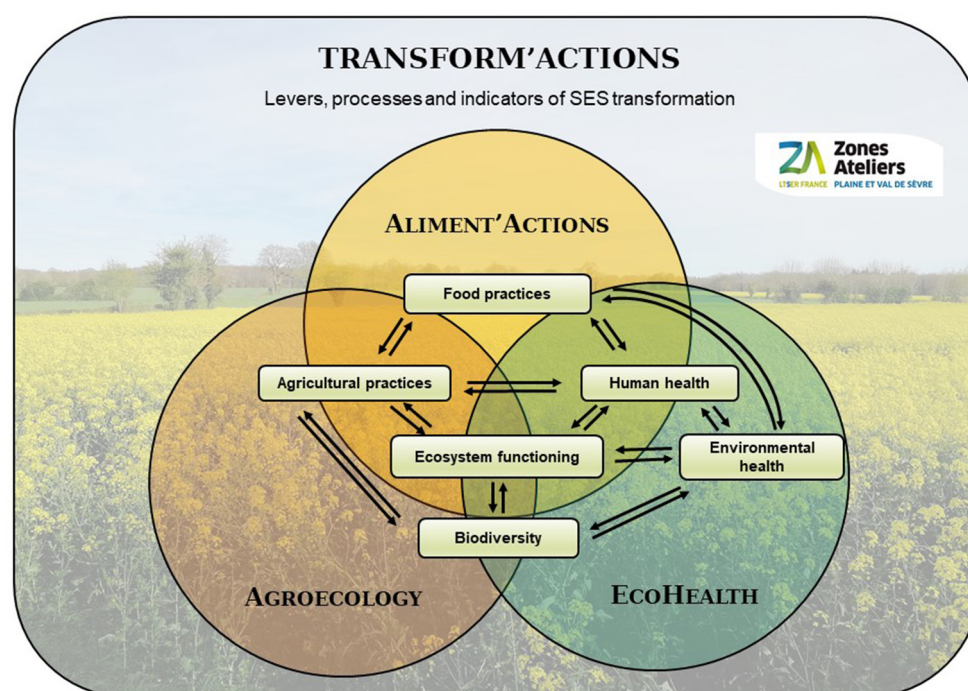 TRANSFORM'ACTIONS
Levers, processes and indicators of SES transformation
ZA Zones
Ateliers
LTSER FRANCE PLAINE ET VAL DE SÈVRE
ALIMENT'ACTIONS
Food practices
Agricultural practices
Human health
Ecosystem functioning
Environmental
health
Biodiversity
AGROECOLOGY
ECOHEALTH